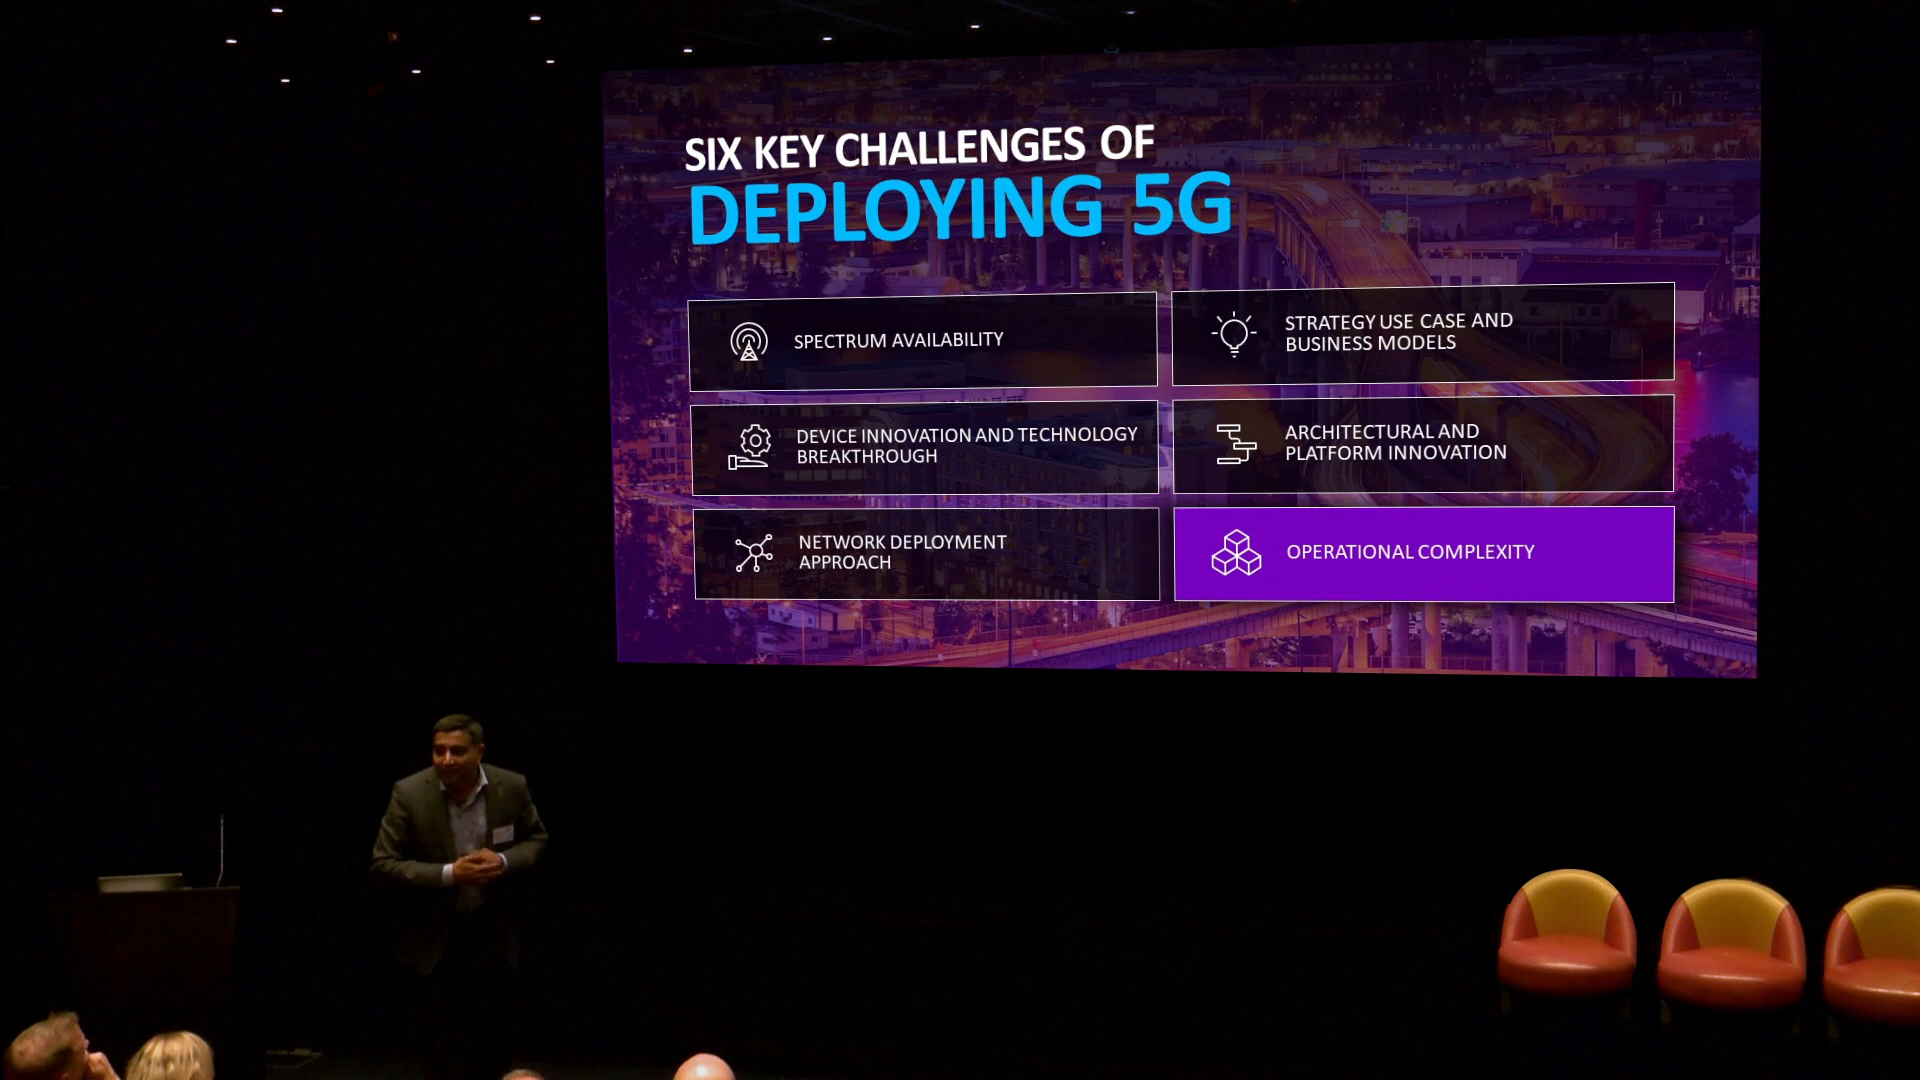 SIX KEY CHALLENGES OF
DEPLOYING 5G
SPECTRUM AVAILABILITY
STRATEGY USE CASE AND
BUSINESS MODELS
DEVICE INNOVATION AND TECHNOLOGY
BREAKTHROUGH
ARCHITECTURAL AND
PLATFORM INNOVATION
NETWORK DEPLOYMENT
APPROACH
OPERATIONAL COMPLEXITY